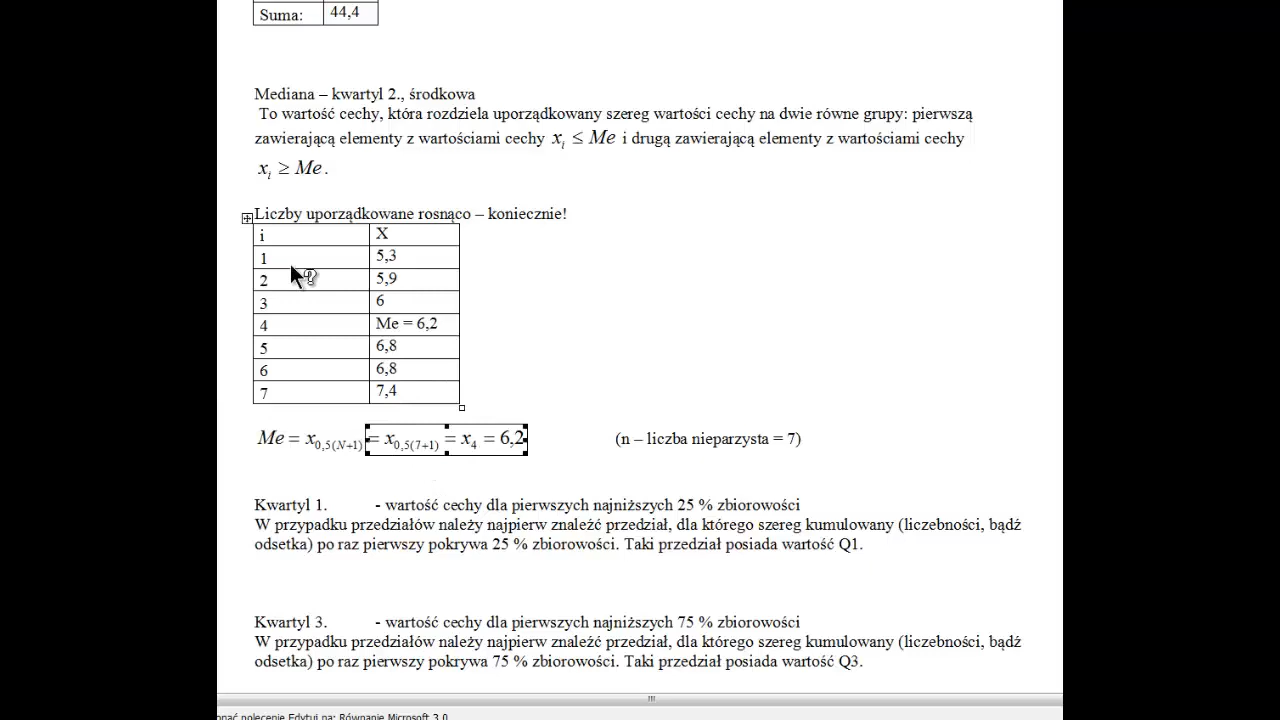 Suma: 44,4
Mediana – kwartyl 2., środkowa
To wartość cechy, która rozdziela uporządkowany szereg wartości cechy na dwie równe grupy: pierwszą
zawierającą elementy z wartościami cechy xᵢ ≤ Me i drugą zawierającą elementy z wartościami cechy
xᵢ ≥ Me.
Liczby uporządkowane rosnąco – koniecznie!
i X
1 5,3
2 5,9
3 6
4 Me = 6,2
5 6,8
6 6,8
7 7,4
Me = x0,5(N+1) = x0,5(7+1) = x4 = 6,2 (n – liczba nieparzysta = 7)
Kwartyl 1. - wartość cechy dla pierwszych najniższych 25 % zbiorowości
W przypadku przedziałów należy najpierw znaleźć przedział, dla którego szereg kumulowany (liczebności, bądź
odsetka) po raz pierwszy pokrywa 25 % zbiorowości. Taki przedział posiada wartość Q1.
Kwartyl 3. - wartość cechy dla pierwszych najniższych 75 % zbiorowości
W przypadku przedziałów należy najpierw znaleźć przedział, dla którego szereg kumulowany (liczebności, bądź
odsetka) po raz pierwszy pokrywa 75 % zbiorowości. Taki przedział posiada wartość Q3.
polecenie Edytuj na: Równanie Microsoft 3.0